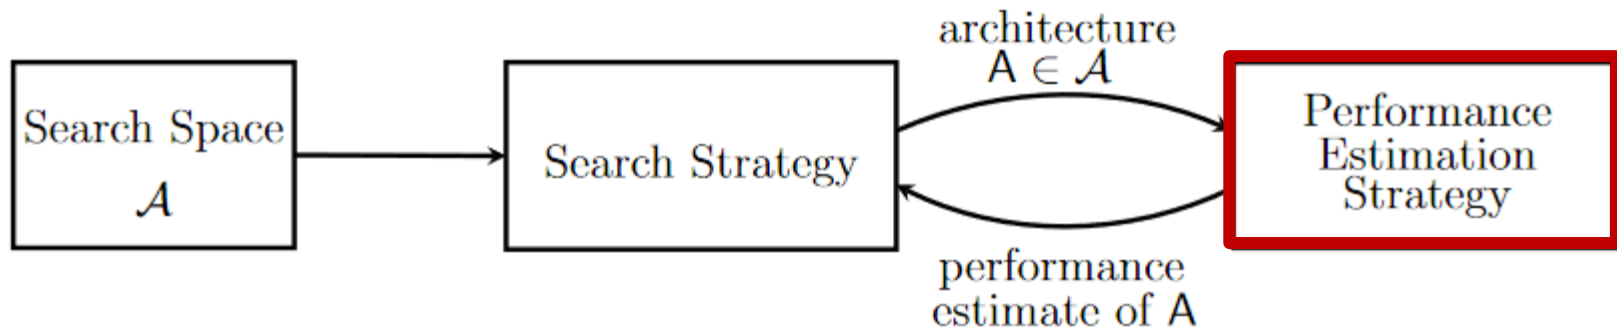 Search Space
𝒜
Search Strategy
architecture
A ∈ 𝒜
performance
estimate of A
Performance
Estimation
Strategy